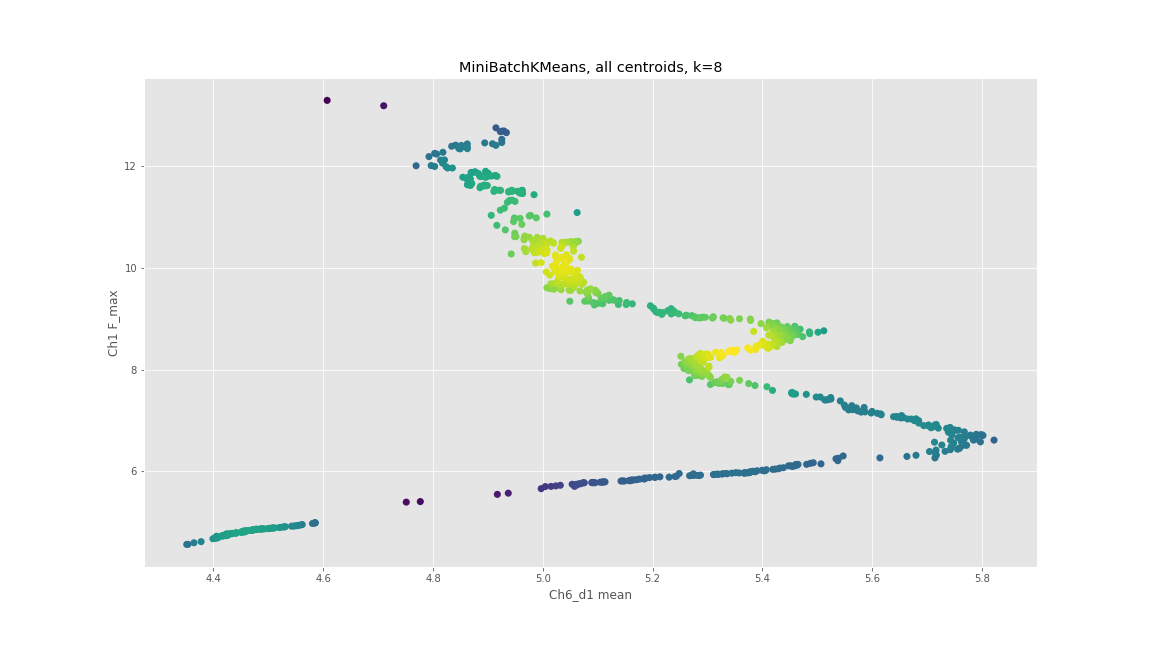 MiniBatchKMeans, all centroids, k=8
12
10
8
6
Ch1 F_max
4.4 4.6 4.8 5.0 5.2 5.4 5.6 5.8
Ch6_d1 mean